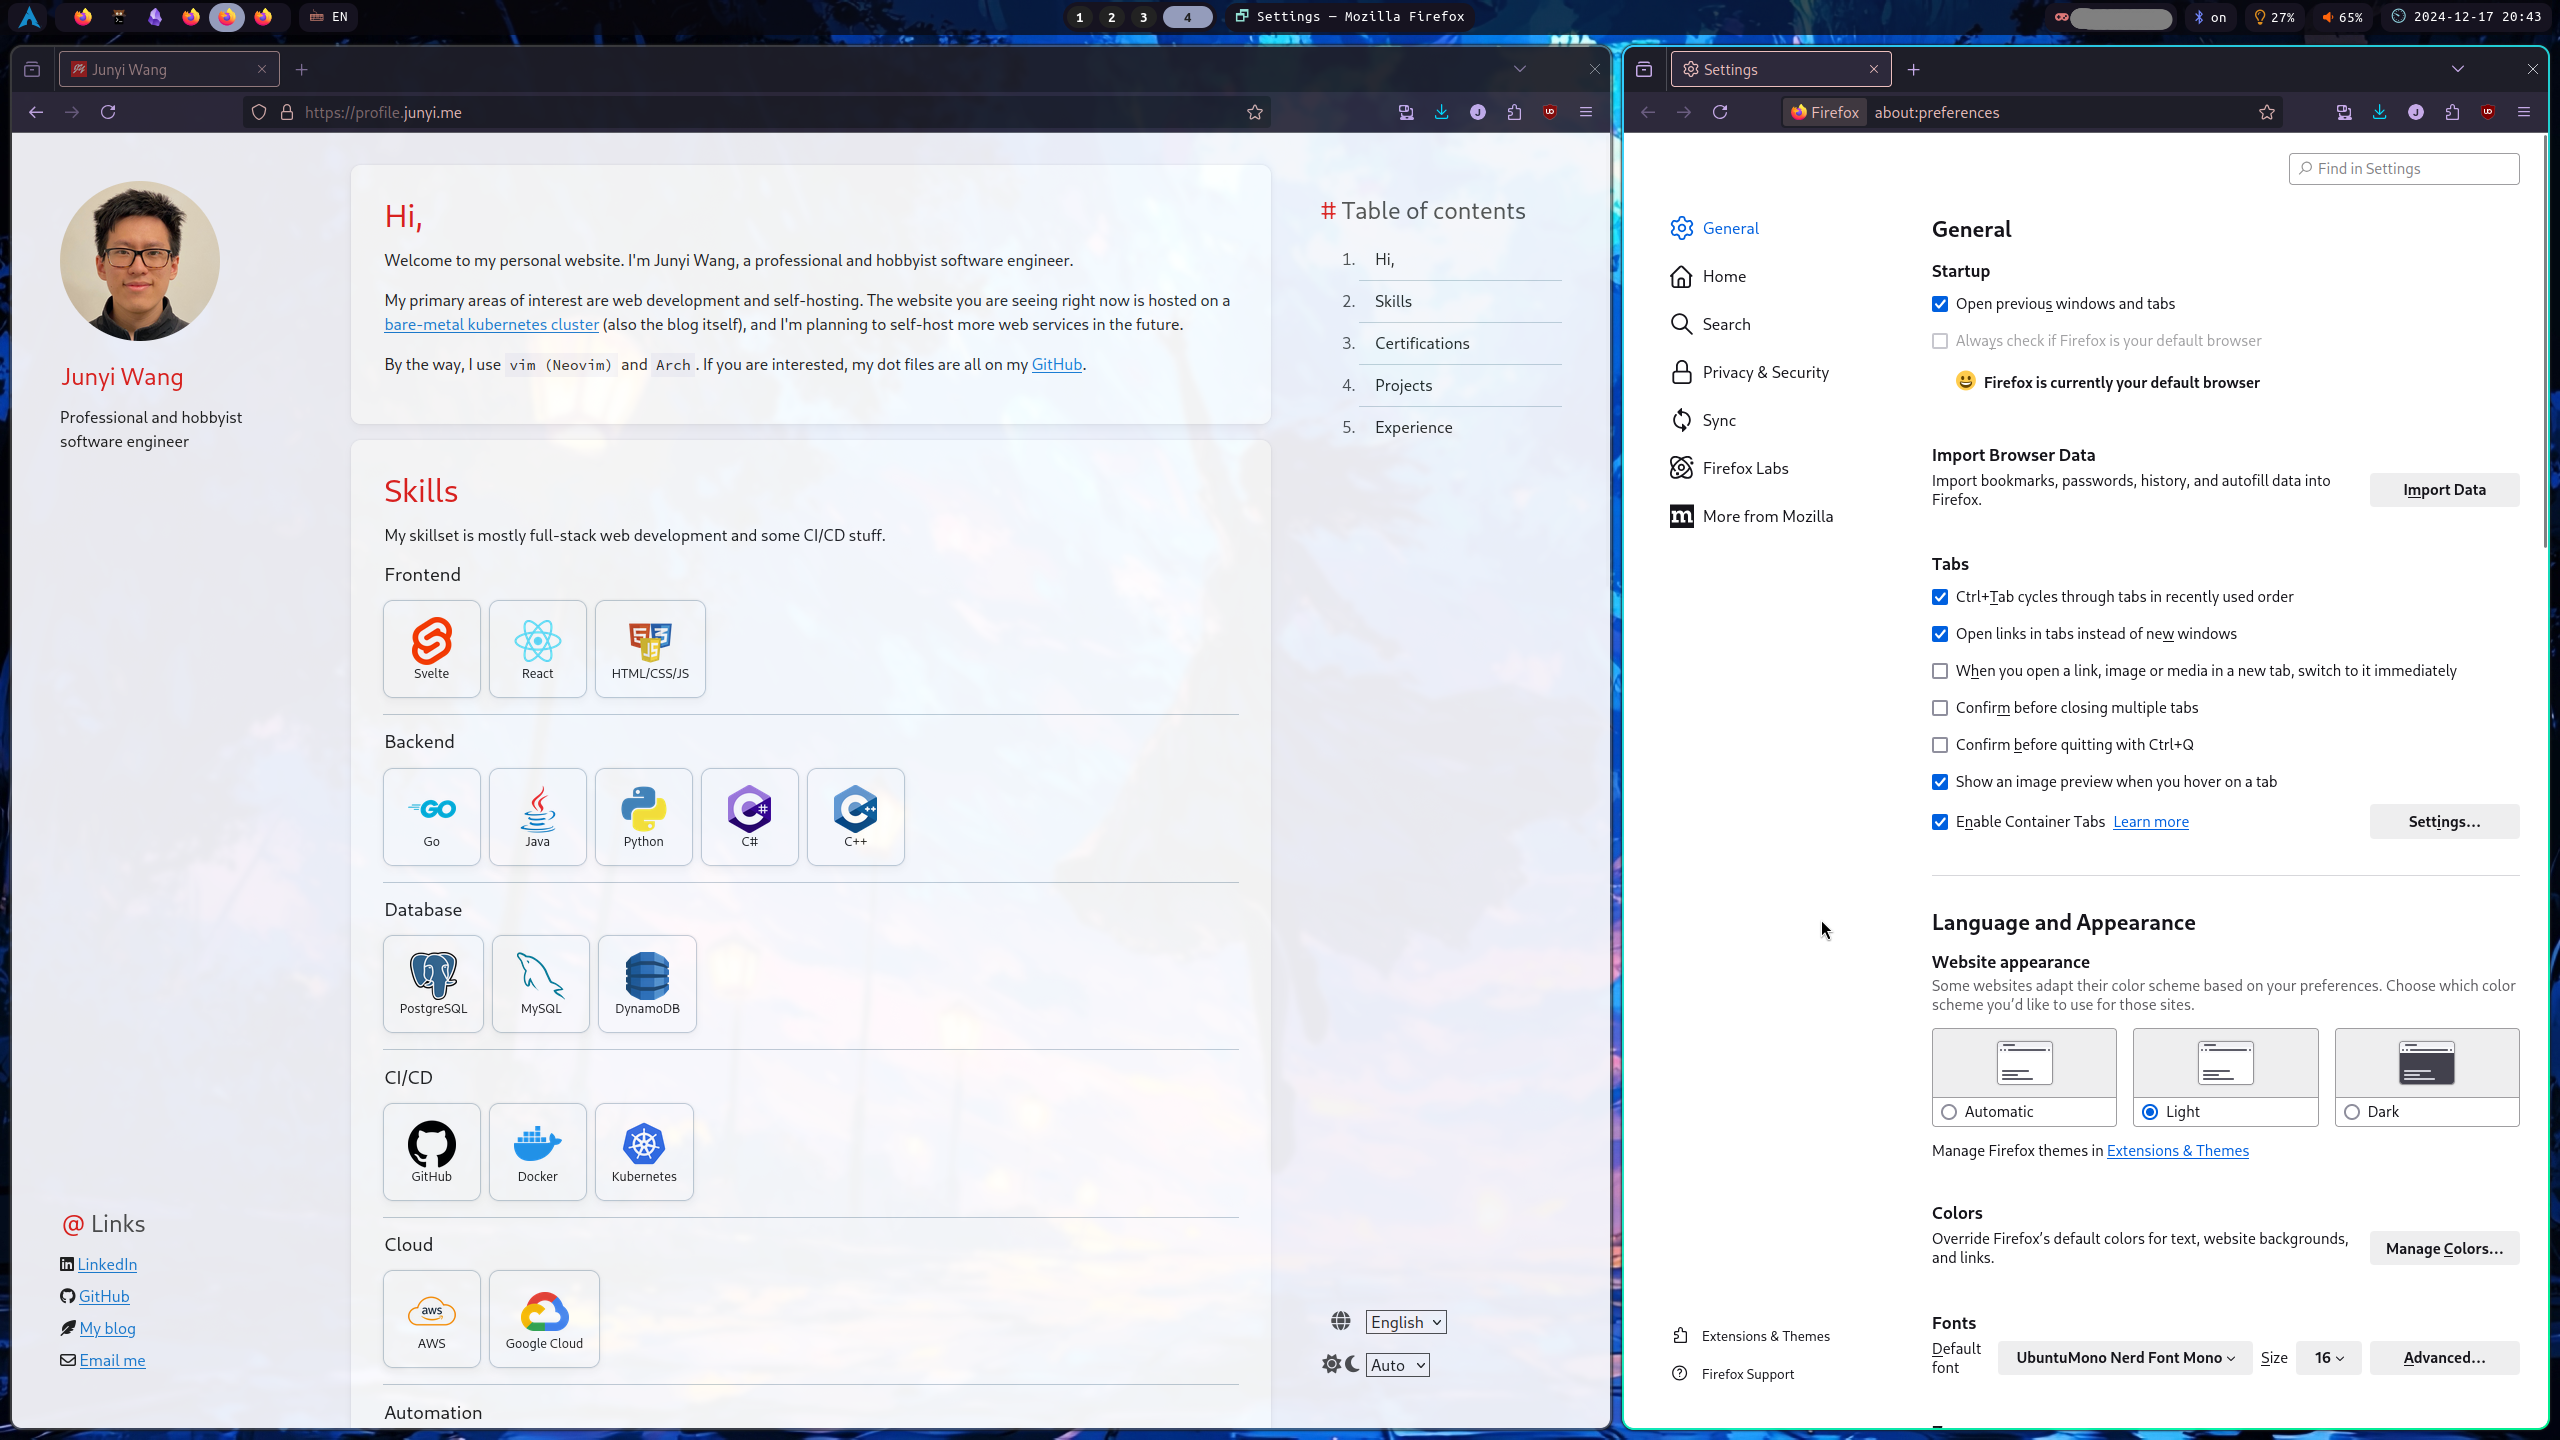 EN
1 2 3 4
Settings — Mozilla Firefox
on
27%
65%
2024-12-17 20:43
Junyi Wang
https://profile.junyi.me
Junyi Wang
Professional and hobbyist
software engineer
@ Links
LinkedIn
GitHub
My blog
Email me
Hi,
Welcome to my personal website. I'm Junyi Wang, a professional and hobbyist software engineer.
My primary areas of interest are web development and self-hosting. The website you are seeing right now is hosted on a
bare-metal kubernetes cluster (also the blog itself), and I'm planning to self-host more web services in the future.
By the way, I use vim (Neovim) and Arch. If you are interested, my dot files are all on my GitHub.
Skills
My skillset is mostly full-stack web development and some CI/CD stuff.
Frontend
Svelte
React
HTML/CSS/JS
Backend
GO
Go
Java
Python
C#
C++
Database
PostgreSQL
MySQL
DynamoDB
CI/CD
GitHub
Docker
Kubernetes
Cloud
aws
AWS
Google Cloud
Automation
# Table of contents
1. Hi,
2. Skills
3. Certifications
4. Projects
5. Experience
English
Auto
Settings
Firefox
about:preferences
Find in Settings
General
Home
Search
Privacy & Security
Sync
Firefox Labs
More from Mozilla
Extensions & Themes
Firefox Support
General
Startup
Open previous windows and tabs
Always check if Firefox is your default browser
Firefox is currently your default browser
Import Browser Data
Import bookmarks, passwords, history, and autofill data into
Firefox.
Import Data
Tabs
Ctrl+Tab cycles through tabs in recently used order
Open links in tabs instead of new windows
When you open a link, image or media in a new tab, switch to it immediately
Confirm before closing multiple tabs
Confirm before quitting with Ctrl+Q
Show an image preview when you hover on a tab
Enable Container Tabs Learn more
Settings…
Language and Appearance
Website appearance
Some websites adapt their color scheme based on your preferences. Choose which color
scheme you’d like to use for those sites.
Automatic
Light
Dark
Manage Firefox themes in Extensions & Themes
Colors
Override Firefox’s default colors for text, website backgrounds,
and links.
Manage Colors…
Fonts
Default
font
UbuntuMono Nerd Font Mono
Size
16
Advanced…